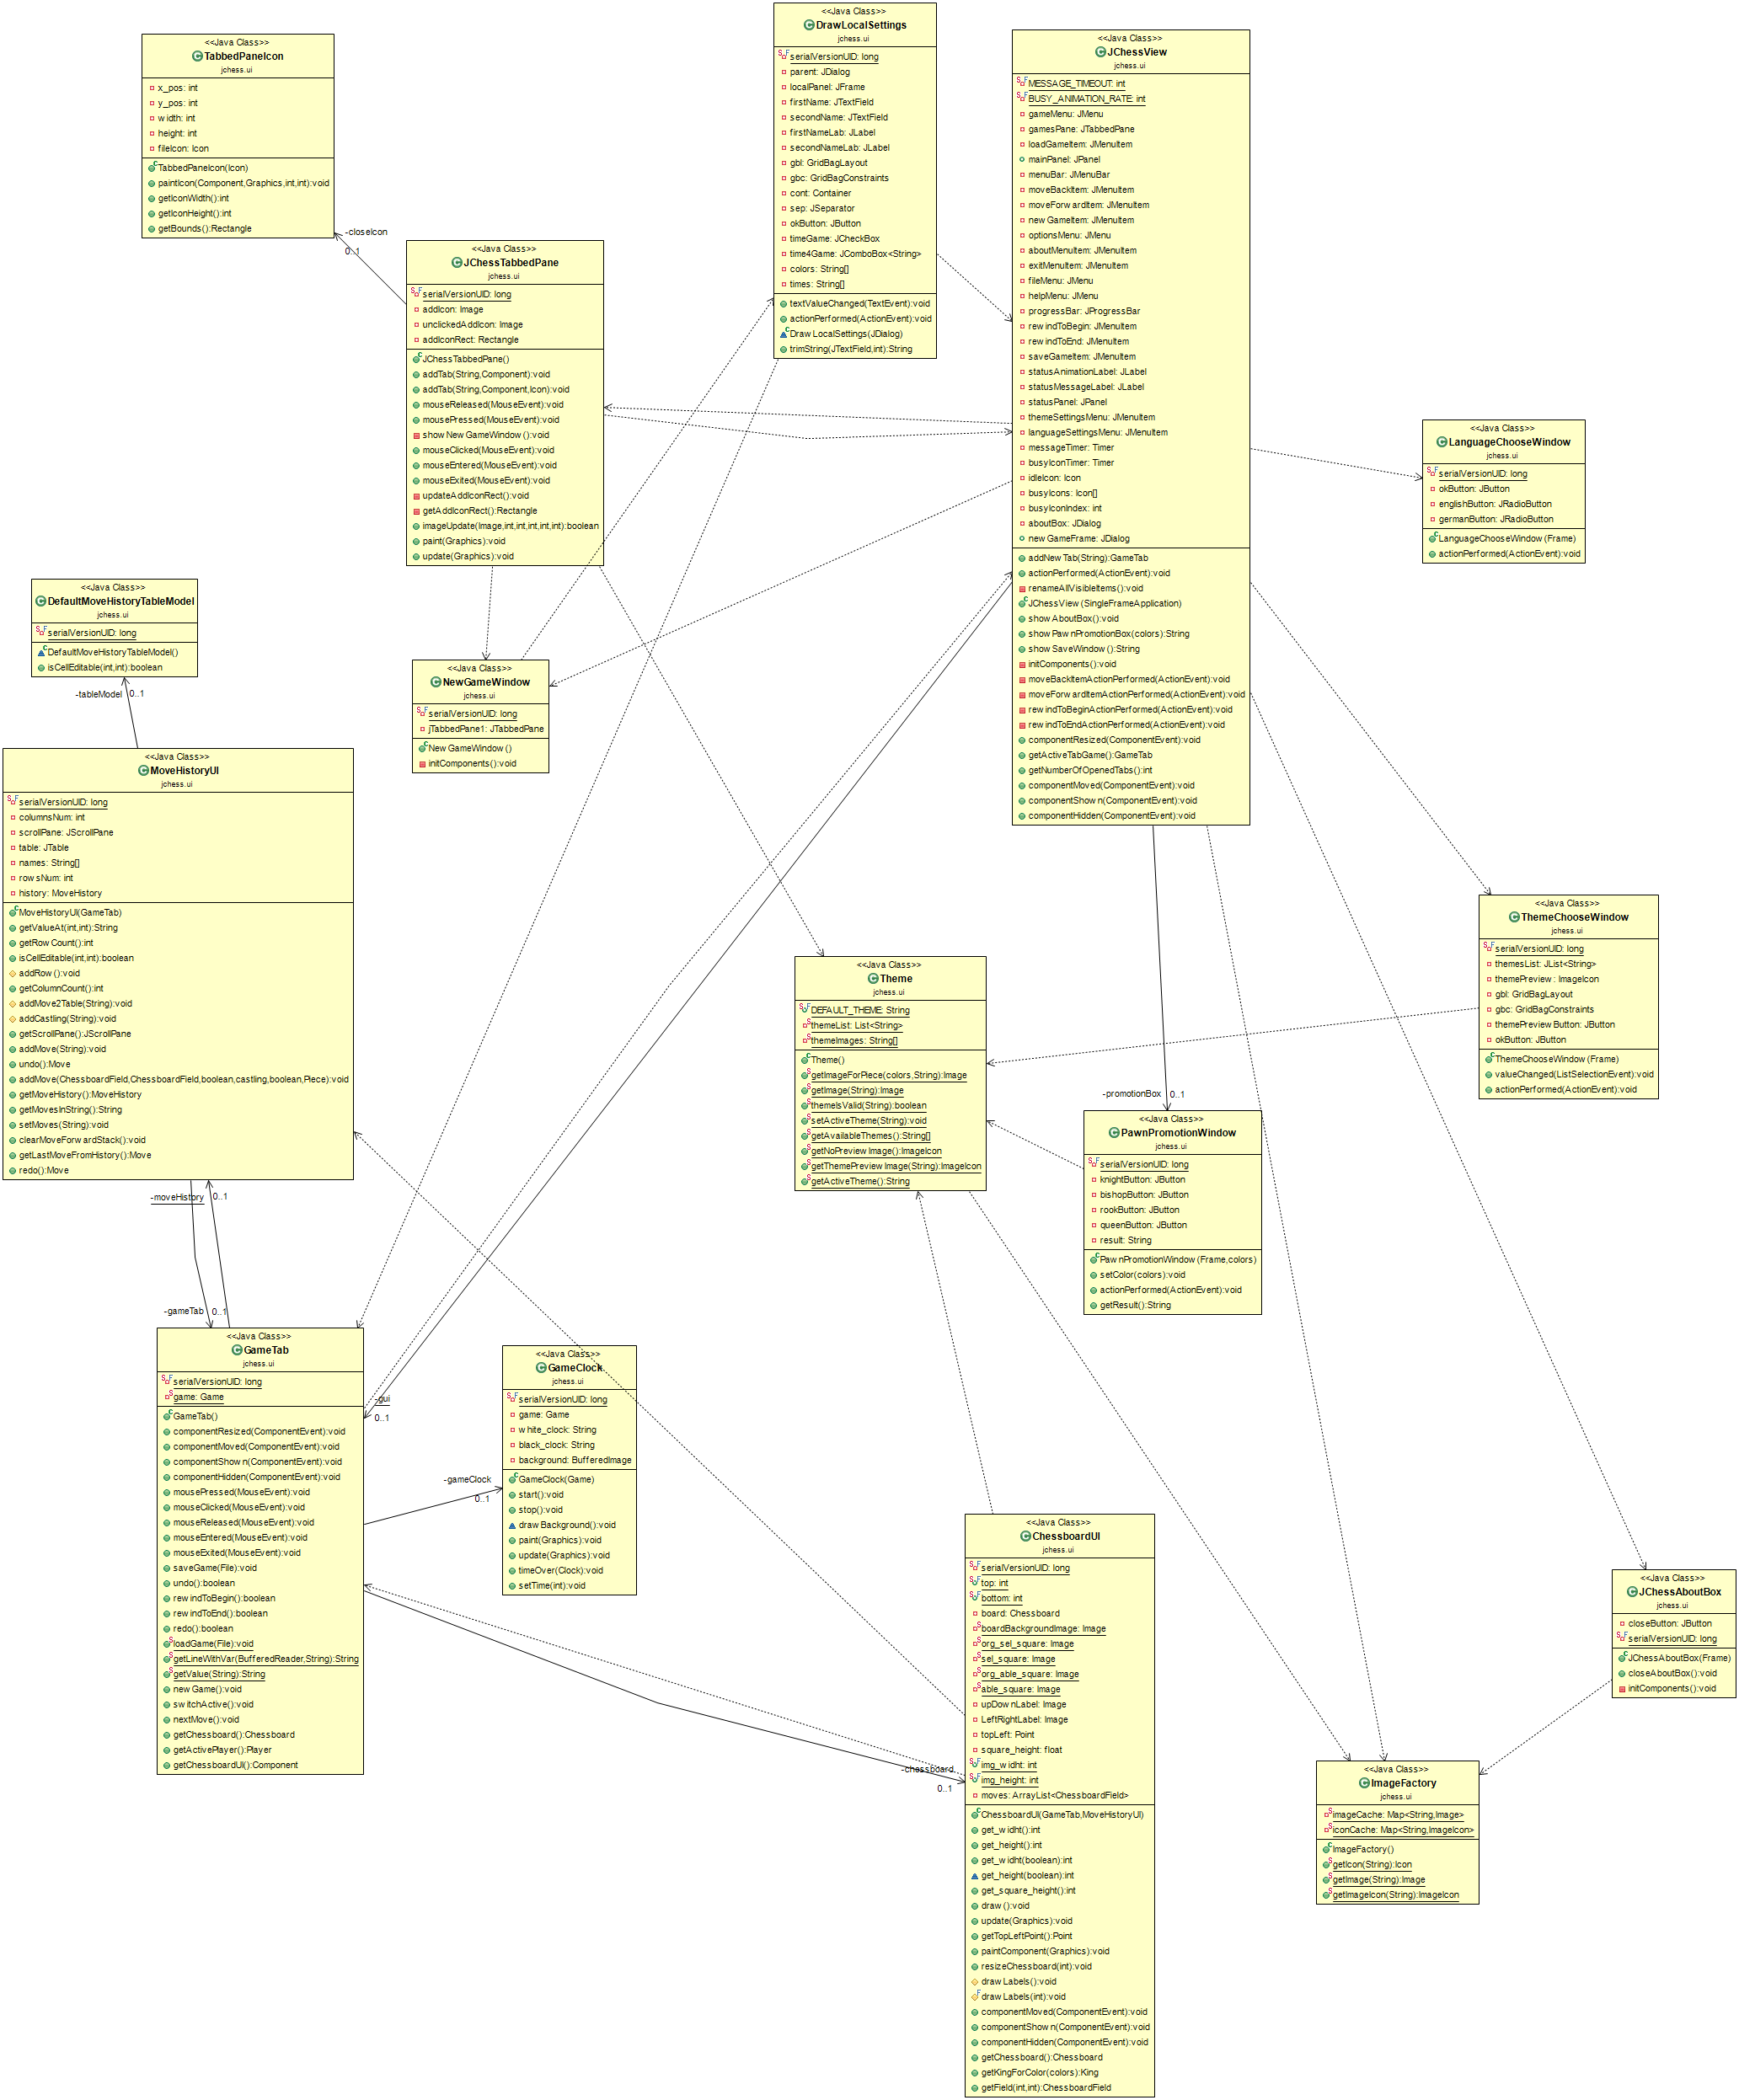 <<Java Class>>
TabbedPaneIcon
jchess.ui
x_pos: int
y_pos: int
width: int
height: int
fileIcon: Icon
TabbedPaneIcon(Icon)
paintIcon(Component,Graphics,int,int):void
getIconWidth():int
getIconHeight():int
getBounds():Rectangle
-closeIcon
0..1
<<Java Class>>
JChessTabbedPane
jchess.ui
serialVersionUID: long
addIcon: Image
unclickedAddIcon: Image
addIconRect: Rectangle
JChessTabbedPane()
addTab(String,Component):void
addTab(String,Component,Icon):void
mouseReleased(MouseEvent):void
mousePressed(MouseEvent):void
showNewGameWindow():void
mouseClicked(MouseEvent):void
mouseEntered(MouseEvent):void
mouseExited(MouseEvent):void
updateAddIconRect():void
getAddIconRect():Rectangle
imageUpdate(Image,int,int,int,int,int):boolean
paint(Graphics):void
update(Graphics):void
<<Java Class>>
DrawLocalSettings
jchess.ui
serialVersionUID: long
parent: JDialog
localPanel: JFrame
firstName: JTextField
secondName: JTextField
firstNameLab: JLabel
secondNameLab: JLabel
gbl: GridBagLayout
gbc: GridBagConstraints
cont: Container
sep: JSeparator
okButton: JButton
timeGame: JCheckBox
time4Game: JComboBox<String>
colors: String[]
times: String[]
textValueChanged(TextEvent):void
actionPerformed(ActionEvent):void
DrawLocalSettings(JDialog)
trimString(JTextField,int):String
<<Java Class>>
JChessView
jchess.ui
MESSAGE_TIMEOUT: int
BUSY_ANIMATION_RATE: int
gameMenu: JMenu
gamesPane: JTabbedPane
loadGameItem: JMenuItem
mainPanel: JPanel
menuBar: JMenuBar
moveBackItem: JMenuItem
moveForwardItem: JMenuItem
newGameItem: JMenuItem
optionsMenu: JMenu
aboutMenuItem: JMenuItem
exitMenuItem: JMenuItem
fileMenu: JMenu
helpMenu: JMenu
progressBar: JProgressBar
rewindToBegin: JMenuItem
rewindToEnd: JMenuItem
saveGameItem: JMenuItem
statusAnimationLabel: JLabel
statusMessageLabel: JLabel
statusPanel: JPanel
themeSettingsMenu: JMenuItem
languageSettingsMenu: JMenuItem
messageTimer: Timer
busyIconTimer: Timer
idleIcon: Icon
busyIcons: Icon[]
busyIconIndex: int
aboutBox: JDialog
newGameFrame: JDialog
addNewTab(String):GameTab
actionPerformed(ActionEvent):void
renameAllVisibleItems():void
JChessView(SingleFrameApplication)
showAboutBox():void
showPawnPromotionBox(colors):String
showSaveWindow():String
initComponents():void
moveBackItemActionPerformed(ActionEvent):void
moveForwardItemActionPerformed(ActionEvent):void
rewindToBeginActionPerformed(ActionEvent):void
rewindToEndActionPerformed(ActionEvent):void
componentResized(ComponentEvent):void
getActiveTabGame():GameTab
getNumberOfOpenedTabs():int
componentMoved(ComponentEvent):void
componentShown(ComponentEvent):void
componentHidden(ComponentEvent):void
<<Java Class>>
LanguageChooseWindow
jchess.ui
serialVersionUID: long
okButton: JButton
englishButton: JRadioButton
germanButton: JRadioButton
LanguageChooseWindow(Frame)
actionPerformed(ActionEvent):void
<<Java Class>>
DefaultMoveHistoryTableModel
jchess.ui
serialVersionUID: long
DefaultMoveHistoryTableModel()
isCellEditable(int,int):boolean
-tableModel
0..1
<<Java Class>>
NewGameWindow
jchess.ui
serialVersionUID: long
jTabbedPane1: JTabbedPane
NewGameWindow()
initComponents():void
<<Java Class>>
MoveHistoryUI
jchess.ui
serialVersionUID: long
columnsNum: int
scrollPane: JScrollPane
table: JTable
names: String[]
rowsNum: int
history: MoveHistory
MoveHistoryUI(GameTab)
getValueAt(int,int):String
getRowCount():int
isCellEditable(int,int):boolean
addRow():void
getColumnCount():int
addMove2Table(String):void
addCastling(String):void
getScrollPane():JScrollPane
addMove(String):void
undo():Move
addMove(ChessboardField,ChessboardField,boolean,castling,boolean,Piece):void
getMoveHistory():MoveHistory
getMovesInString():String
setMoves(String):void
clearMoveForwardStack():void
getLastMoveFromHistory():Move
redo():Move
-moveHistory
0..1
-gameTab
0..1
<<Java Class>>
ThemeChooseWindow
jchess.ui
serialVersionUID: long
themesList: JList<String>
themePreview: ImageIcon
gbl: GridBagLayout
gbc: GridBagConstraints
themePreviewButton: JButton
okButton: JButton
ThemeChooseWindow(Frame)
valueChanged(ListSelectionEvent):void
actionPerformed(ActionEvent):void
<<Java Class>>
Theme
jchess.ui
DEFAULT_THEME: String
themeList: List<String>
themeImages: String[]
Theme()
getImageForPiece(colors,String):Image
getImage(String):Image
themeIsValid(String):boolean
setActiveTheme(String):void
getAvailableThemes():String[]
getNoPreviewImage():ImageIcon
getThemePreviewImage(String):ImageIcon
getActiveTheme():String
-promotionBox
0..1
<<Java Class>>
PawnPromotionWindow
jchess.ui
serialVersionUID: long
knightButton: JButton
bishopButton: JButton
rookButton: JButton
queenButton: JButton
result: String
PawnPromotionWindow(Frame,colors)
setColor(colors):void
actionPerformed(ActionEvent):void
getResult():String
<<Java Class>>
GameTab
jchess.ui
serialVersionUID: long
game: Game
GameTab()
componentResized(ComponentEvent):void
componentMoved(ComponentEvent):void
componentShown(ComponentEvent):void
componentHidden(ComponentEvent):void
mousePressed(MouseEvent):void
mouseClicked(MouseEvent):void
mouseReleased(MouseEvent):void
mouseEntered(MouseEvent):void
mouseExited(MouseEvent):void
saveGame(File):void
undo():boolean
rewindToBegin():boolean
rewindToEnd():boolean
redo():boolean
loadGame(File):void
getLineWithVar(BufferedReader,String):String
getValue(String):String
newGame():void
switchActive():void
nextMove():void
getChessboard():Chessboard
getActivePlayer():Player
getChessboardUI():Component
-gui
0..1
-gameClock
0..1
<<Java Class>>
GameClock
jchess.ui
serialVersionUID: long
game: Game
white_clock: String
black_clock: String
background: BufferedImage
GameClock(Game)
start():void
stop():void
drawBackground():void
paint(Graphics):void
update(Graphics):void
timeOver(Clock):void
setTime(int):void
-chessboard
0..1
<<Java Class>>
ChessboardUI
jchess.ui
serialVersionUID: long
top: int
bottom: int
board: Chessboard
boardBackgroundImage: Image
org_sel_square: Image
sel_square: Image
org_able_square: Image
able_square: Image
upDownLabel: Image
LeftRightLabel: Image
topLeft: Point
square_height: float
img_widht: int
img_height: int
moves: ArrayList<ChessboardField>
ChessboardUI(GameTab,MoveHistoryUI)
get_widht():int
get_height():int
get_widht(boolean):int
get_height(boolean):int
get_square_height():int
draw():void
update(Graphics):void
getTopLeftPoint():Point
paintComponent(Graphics):void
resizeChessboard(int):void
drawLabels():void
drawLabels(int):void
componentMoved(ComponentEvent):void
componentShown(ComponentEvent):void
componentHidden(ComponentEvent):void
getChessboard():Chessboard
getKingForColor(colors):King
getField(int,int):ChessboardField
<<Java Class>>
JChessAboutBox
jchess.ui
closeButton: JButton
serialVersionUID: long
JChessAboutBox(Frame)
closeAboutBox():void
initComponents():void
<<Java Class>>
ImageFactory
jchess.ui
imageCache: Map<String,Image>
iconCache: Map<String,ImageIcon>
ImageFactory()
getIcon(String):Icon
getImage(String):Image
getImageIcon(String):ImageIcon